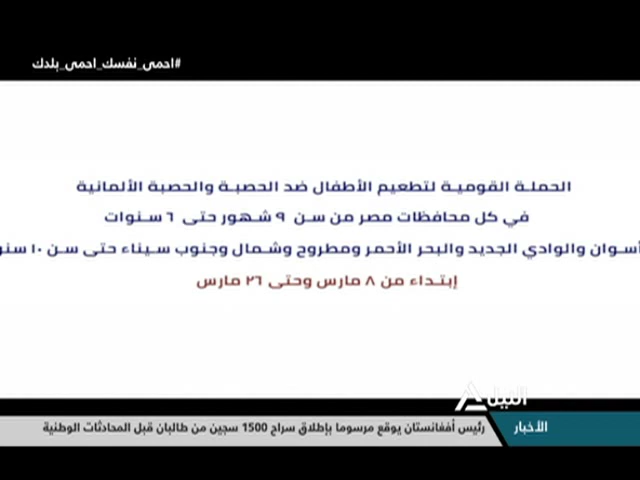 #احمى_نفسك_احمى_بلدك
الحملة القومية لتطعيم الأطفال ضد الحصبة والحصبة الألمانية
في كل محافظات مصر من سن ٩ شهور حتى ٦ سنوات
أسوان والوادي الجديد والبحر الأحمر ومطروح وشمال وجنوب سيناء حتى سن ١٠
إبتداء من ٨ مارس وحتى ٢٦ مارس
النيل
الأخبار
رئيس أفغانستان يوقع مرسوما بإطلاق سراح 1500 سجين من طالبان قبل المحادثات الوطنية